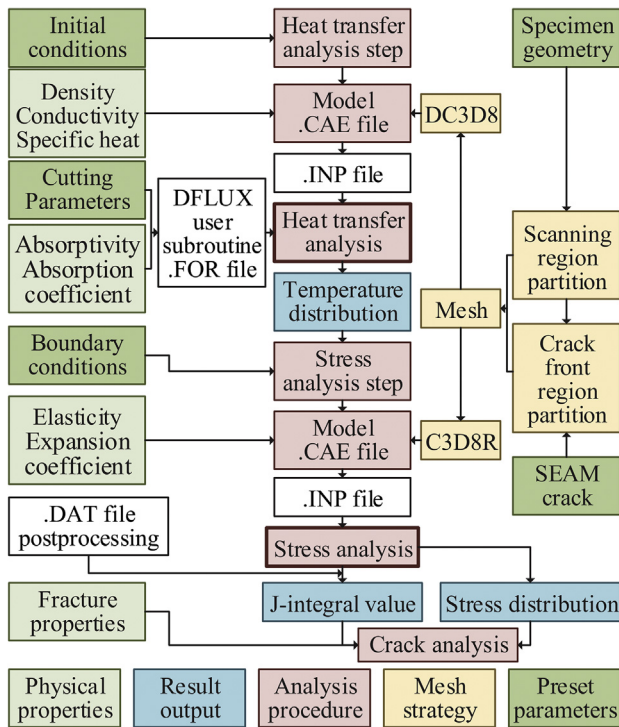 Initial
conditions
Heat transfer
analysis step
Specimen
geometry
Density
Conductivity
Specific heat
Model
.CAE file
DC3D8
.INP file
Cutting
Parameters
DFLUX
user
subroutine
.FOR file
Heat transfer
analysis
Absorptivity
Absorption
coefficient
Scanning
region
partition
Temperature
distribution
Mesh
Boundary
conditions
Stress
analysis step
Crack
front
region
partition
Elasticity
Expansion
coefficient
Model
.CAE file
C3D8R
SEAM
crack
.INP file
.DAT file
postprocessing
Stress analysis
Fracture
properties
J-integral value
Stress distribution
Crack analysis
Physical
properties
Result
output
Analysis
procedure
Mesh
strategy
Preset
parameters